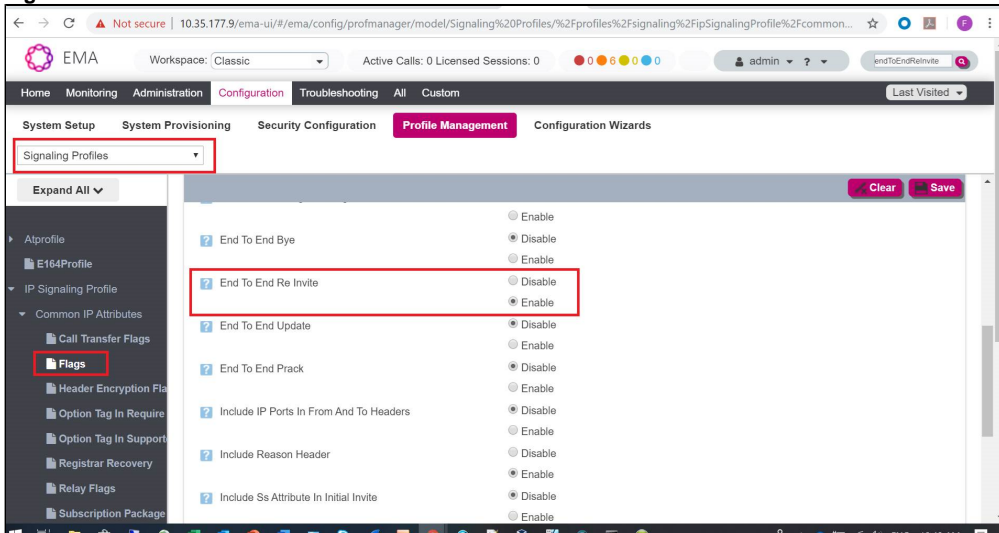 Not secure | 10.35.177.9/ema-ui/#/ema/config/profmanager/model/Signaling%20Profiles/%2Fprofiles%2Fsignaling%2FipSignalingProfile%2Fcommon...
EMA
Workspace: Classic
Active Calls: 0 Licensed Sessions: 0
0 6 0 0
admin ?
endToEndReInvite
Home Monitoring Administration Configuration Troubleshooting All Custom
Last Visited
System Setup System Provisioning Security Configuration Profile Management Configuration Wizards
Signaling Profiles
Expand All
Clear Save
Enable
Atprofile
E164Profile
IP Signaling Profile
Common IP Attributes
Call Transfer Flags
Flags
Header Encryption Fla
Option Tag In Require
Option Tag In Support
Registrar Recovery
Relay Flags
Subscription Package
End To End Bye
Disable
Enable
End To End Re Invite
Disable
Enable
End To End Update
Disable
Enable
End To End Prack
Disable
Enable
Include IP Ports In From And To Headers
Disable
Enable
Include Reason Header
Disable
Enable
Include Ss Attribute In Initial Invite
Disable
Enable